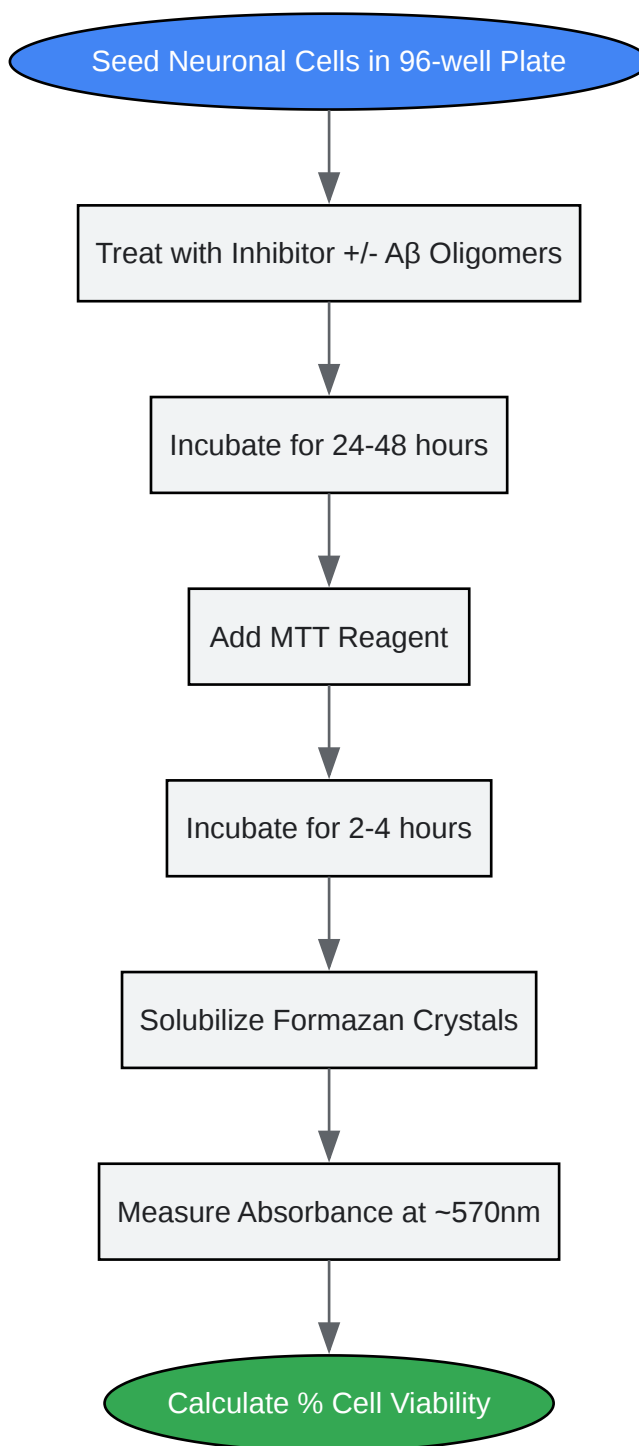 Seed Neuronal Cells in 96-well Plate
Treat with Inhibitor +/- Aβ Oligomers
Incubate for 24-48 hours
Add MTT Reagent
Incubate for 2-4 hours
Solubilize Formazan Crystals
Measure Absorbance at ~570nm
Calculate % Cell Viability